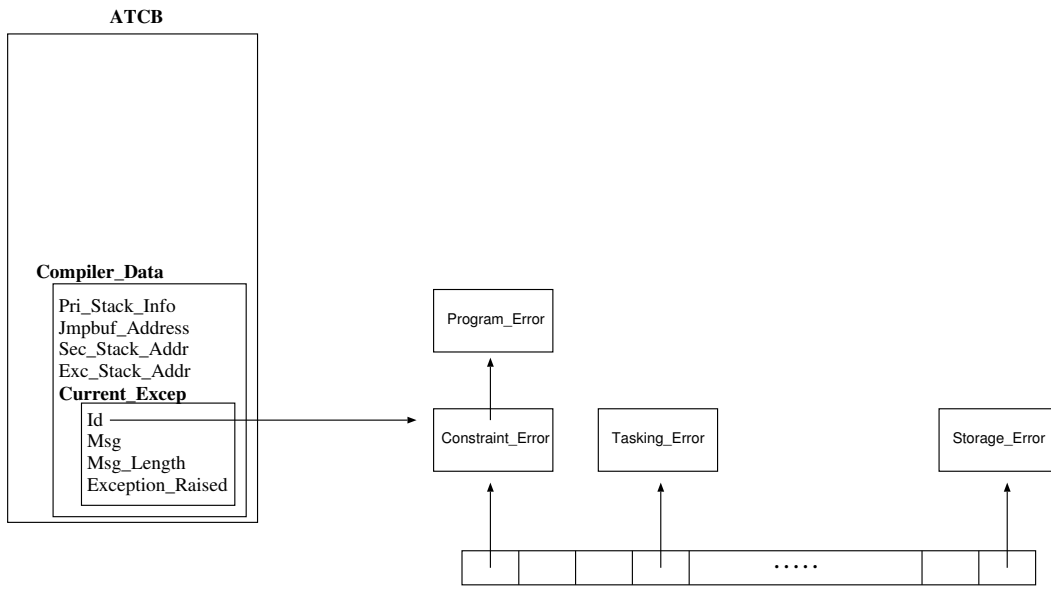 ATCB
Compiler_Data
Pri_Stack_Info
Jmpbuf_Address
Sec_Stack_Addr
Exc_Stack_Addr
Current_Excep
Id
Msg
Msg_Length
Exception_Raised
Program_Error
Constraint_Error
Tasking_Error
Storage_Error
.....